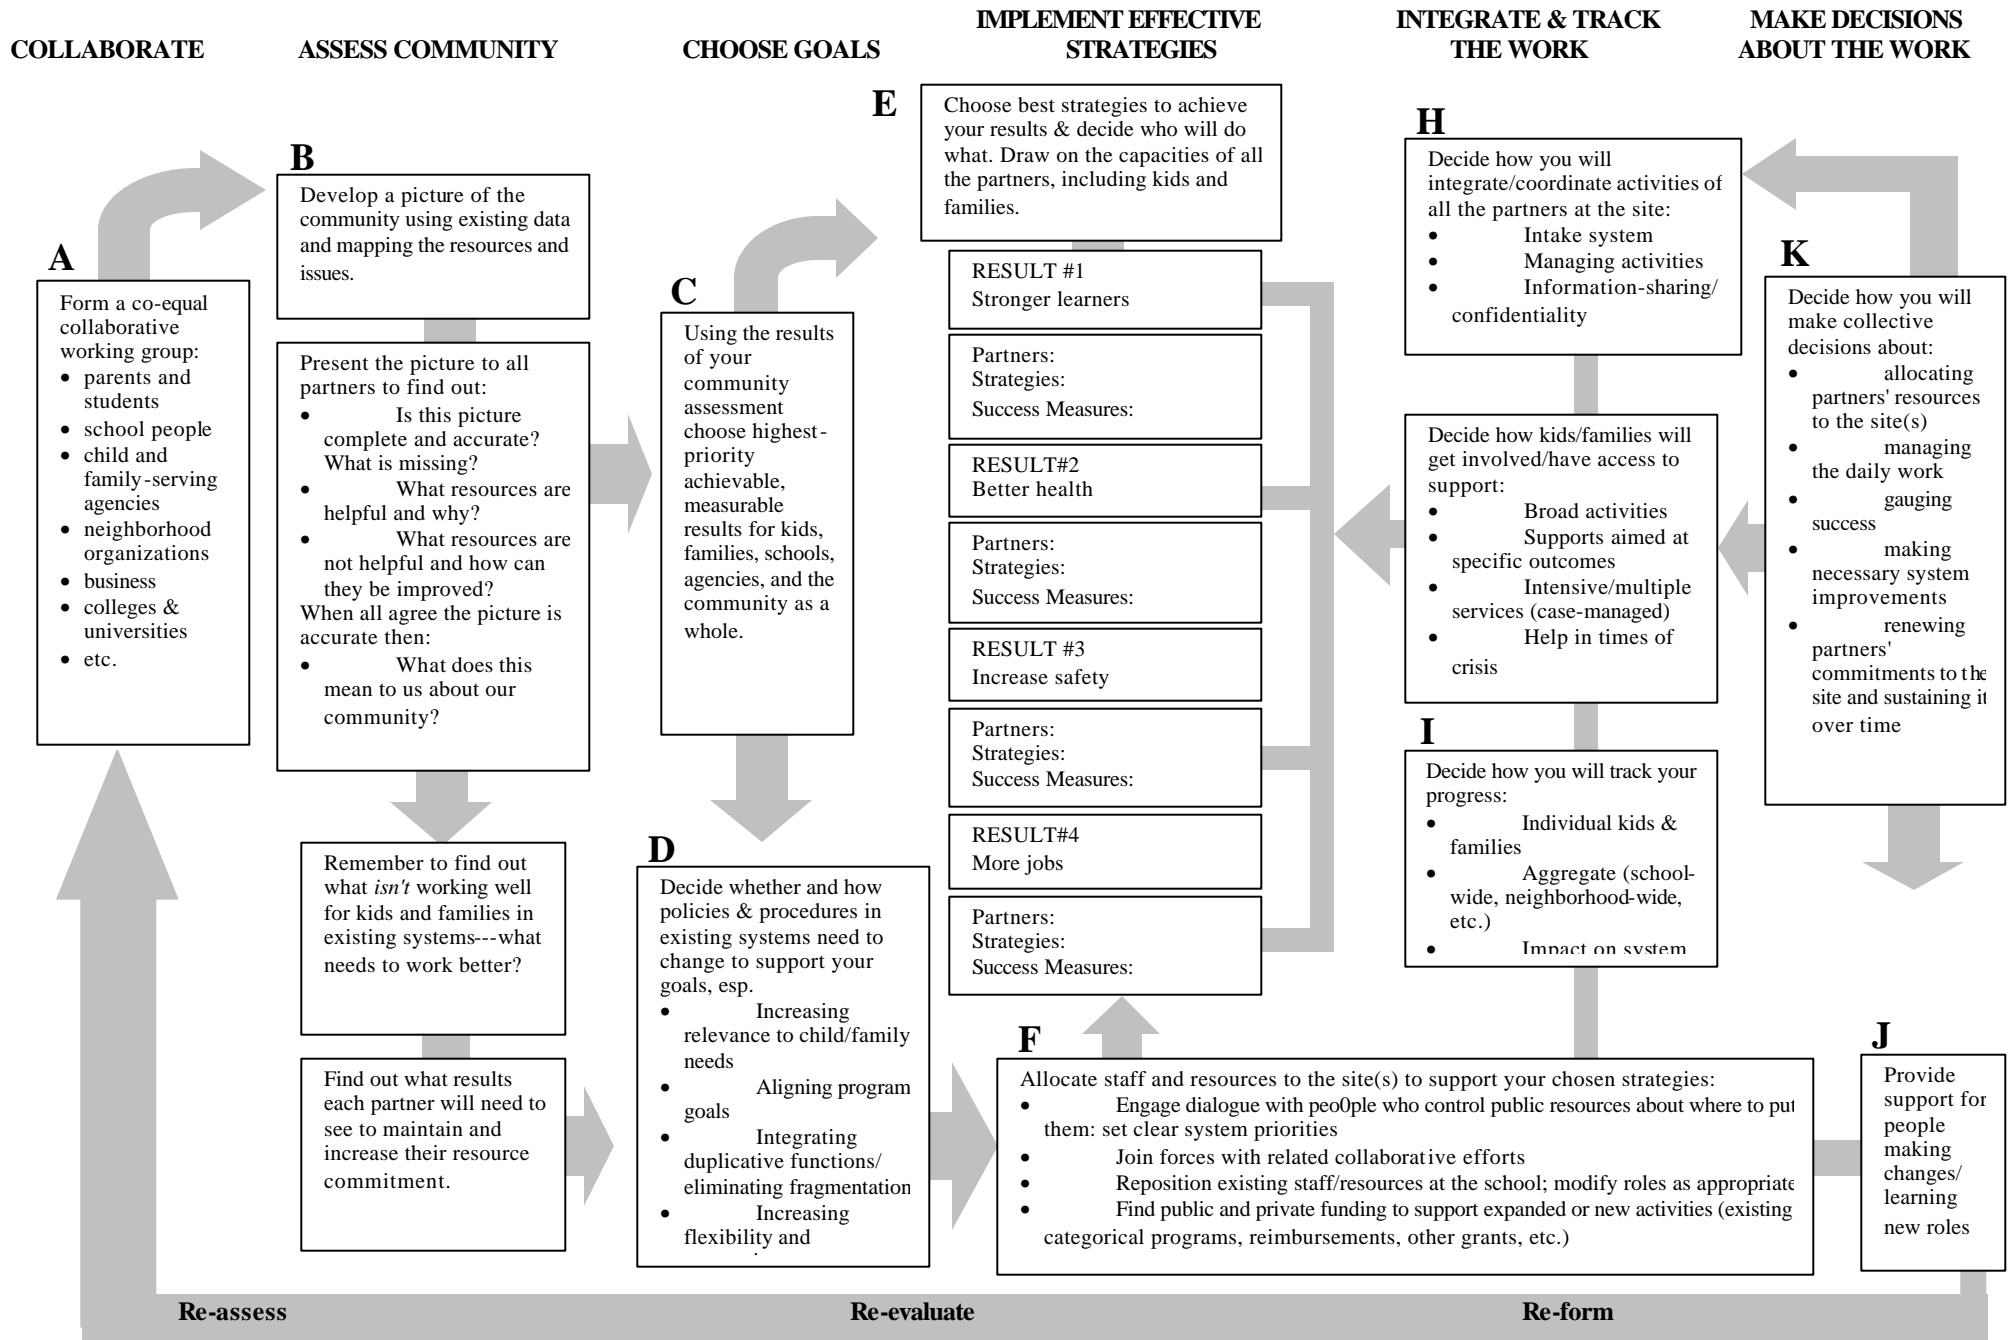 COLLABORATE
ASSESS COMMUNITY
CHOOSE GOALS
IMPLEMENT EFFECTIVE
STRATEGIES
INTEGRATE & TRACK
THE WORK
MAKE DECISIONS
ABOUT THE WORK
A
Form a co-equal
collaborative
working group:
• parents and
students
• school people
• child and
family-serving
agencies
• neighborhood
organizations
• business
• colleges &
universities
• etc.
B
Develop a picture of the
community using existing data
and mapping the resources and
issues.
Present the picture to all
partners to find out:
• Is this picture
complete and accurate?
What is missing?
• What resources are
helpful and why?
• What resources are
not helpful and how can
they be improved?
When all agree the picture is
accurate then:
• What does this
mean to us about our
community?
Remember to find out
what isn't working well
for kids and families in
existing systems---what
needs to work better?
Find out what results
each partner will need to
see to maintain and
increase their resource
commitment.
C
Using the results
of your
community
assessment
choose highest-
priority
achievable,
measurable
results for kids,
families, schools,
agencies, and the
community as a
whole.
D
Decide whether and how
policies & procedures in
existing systems need to
change to support your
goals, esp.
• Increasing
relevance to child/family
needs
• Aligning program
goals
• Integrating
duplicative functions/
eliminating fragmentation
• Increasing
flexibility and
E
Choose best strategies to achieve
your results & decide who will do
what. Draw on the capacities of all
the partners, including kids and
families.
RESULT #1
Stronger learners
Partners:
Strategies:
Success Measures:
RESULT#2
Better health
Partners:
Strategies:
Success Measures:
RESULT #3
Increase safety
Partners:
Strategies:
Success Measures:
RESULT#4
More jobs
Partners:
Strategies:
Success Measures:
F
Allocate staff and resources to the site(s) to support your chosen strategies:
• Engage dialogue with peo0ple who control public resources about where to put
them: set clear system priorities
• Join forces with related collaborative efforts
• Reposition existing staff/resources at the school; modify roles as appropriate
• Find public and private funding to support expanded or new activities (existing
categorical programs, reimbursements, other grants, etc.)
H
Decide how you will
integrate/coordinate activities of
all the partners at the site:
• Intake system
• Managing activities
• Information-sharing/
confidentiality
Decide how kids/families will
get involved/have access to
support:
• Broad activities
• Supports aimed at
specific outcomes
• Intensive/multiple
services (case-managed)
• Help in times of
crisis
I
Decide how you will track your
progress:
• Individual kids &
families
• Aggregate (school-
wide, neighborhood-wide,
etc.)
• Impact on system
K
Decide how you will
make collective
decisions about:
• allocating
partners' resources
to the site(s)
• managing
the daily work
• gauging
success
• making
necessary system
improvements
• renewing
partners'
commitments to the
site and sustaining it
over time
J
Provide
support for
people
making
changes/
learning
new roles
Re-assess
Re-evaluate
Re-form